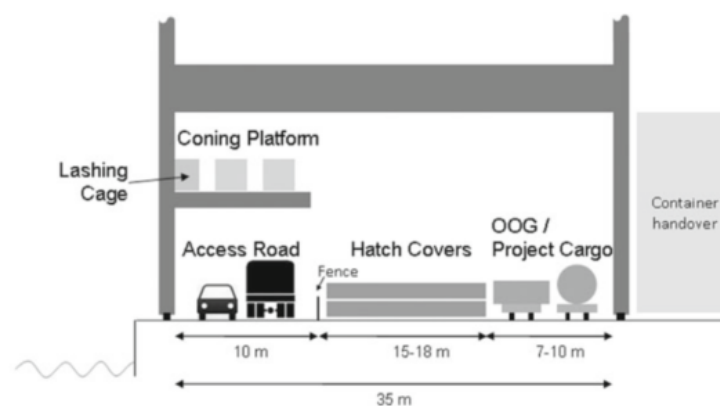 Coning Platform
Lashing
Cage
Container
handover
OOG /
Project Cargo
Access Road
Hatch Covers
Fence
10 m
15-18 m
7-10 m
35 m